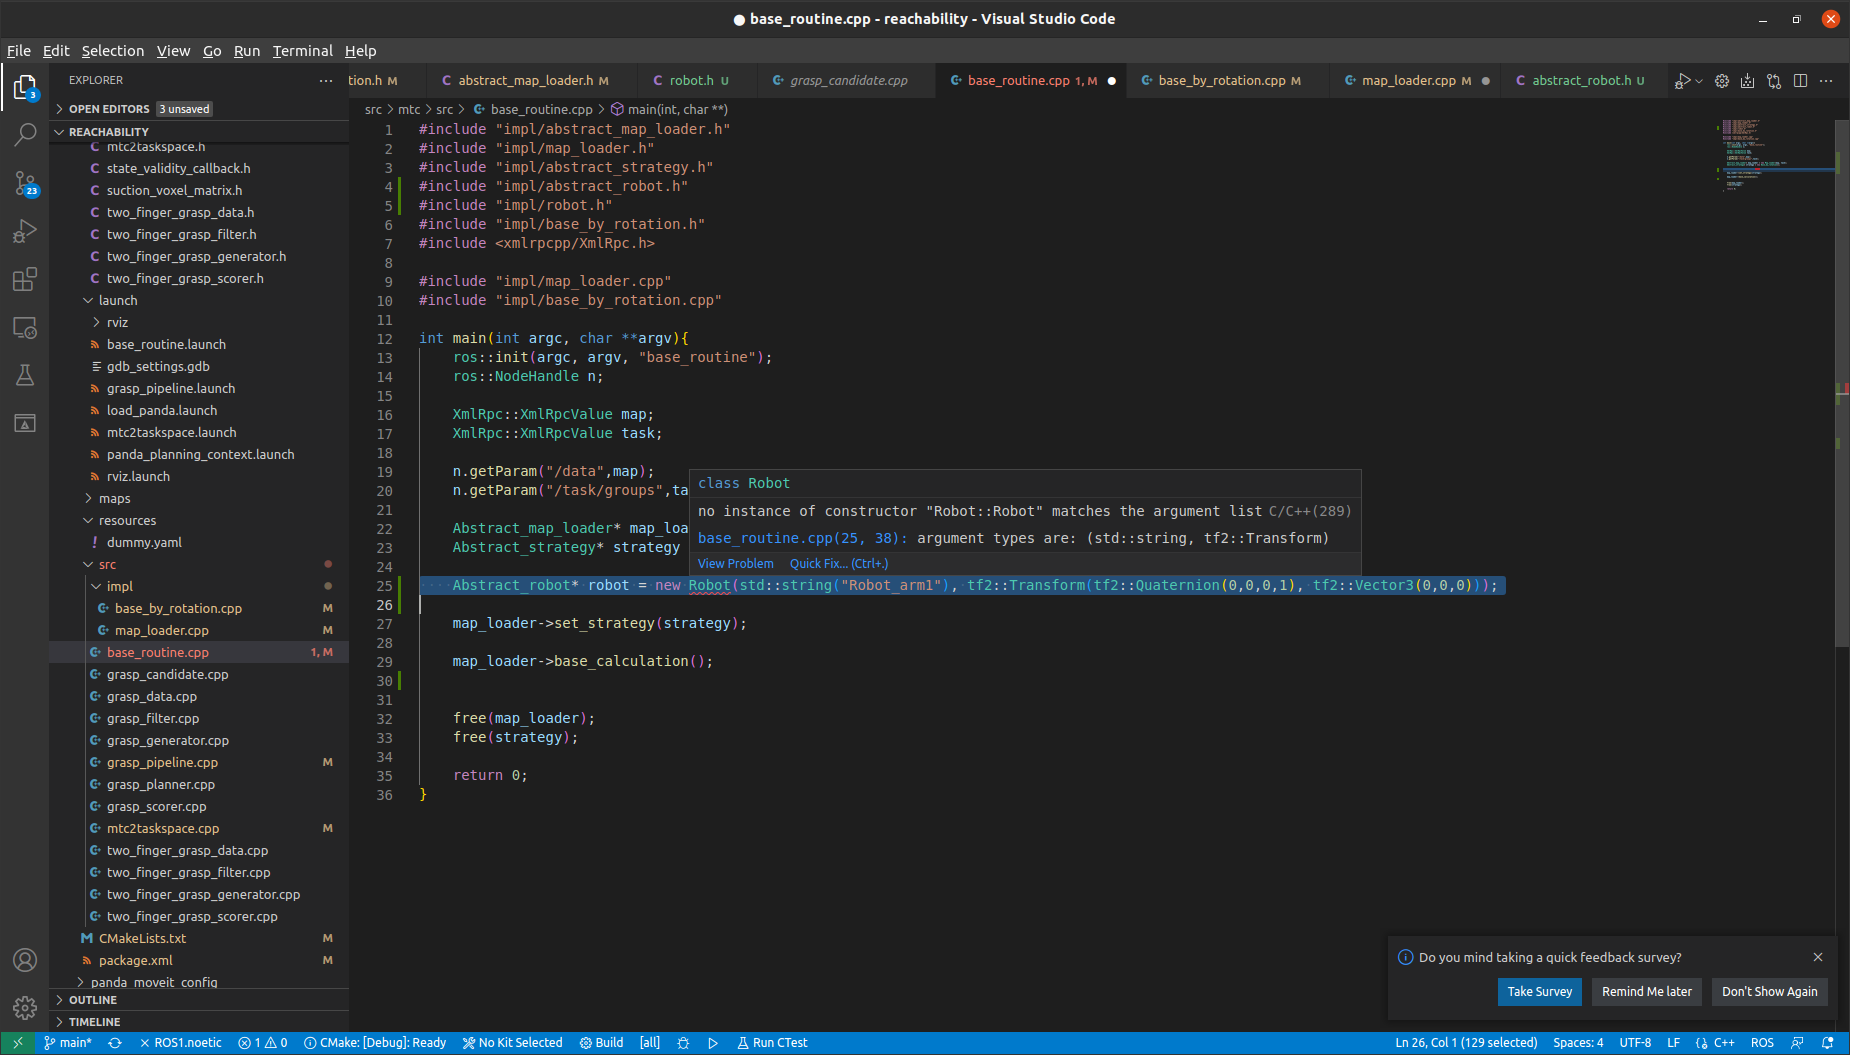 base_routine.cpp - reachability - Visual Studio Code
File Edit Selection View Go Run Terminal Help
EXPLORER
tion.h M
abstract_map_loader.h M
robot.h U
grasp_candidate.cpp
base_routine.cpp 1, M
base_by_rotation.cpp M
map_loader.cpp M
abstract_robot.h U
OPEN EDITORS 3 unsaved
REACHABILITY
mtc2taskspace.h
state_validity_callback.h
suction_voxel_matrix.h
two_finger_grasp_data.h
two_finger_grasp_filter.h
two_finger_grasp_generator.h
two_finger_grasp_scorer.h
launch
rviz
base_routine.launch
gdb_settings.gdb
grasp_pipeline.launch
load_panda.launch
mtc2taskspace.launch
panda_planning_context.launch
rviz.launch
maps
resources
dummy.yaml
src
impl
base_by_rotation.cpp M
map_loader.cpp M
base_routine.cpp 1, M
grasp_candidate.cpp
grasp_data.cpp
grasp_filter.cpp
grasp_generator.cpp
grasp_pipeline.cpp M
grasp_planner.cpp
grasp_scorer.cpp
mtc2taskspace.cpp M
two_finger_grasp_data.cpp
two_finger_grasp_filter.cpp
two_finger_grasp_generator.cpp
two_finger_grasp_scorer.cpp
CMakeLists.txt M
package.xml M
panda_moveit_config
OUTLINE
TIMELINE
3
23
src > mtc > src > base_routine.cpp > main(int, char **)
1 #include "impl/abstract_map_loader.h"
2 #include "impl/map_loader.h"
3 #include "impl/abstract_strategy.h"
4 #include "impl/abstract_robot.h"
5 #include "impl/robot.h"
6 #include "impl/base_by_rotation.h"
7 #include <xmlrpcpp/XmlRpc.h>
8
9 #include "impl/map_loader.cpp"
10 #include "impl/base_by_rotation.cpp"
11
12 int main(int argc, char **argv){
13 ros::init(argc, argv, "base_routine");
14 ros::NodeHandle n;
15
16 XmlRpc::XmlRpcValue map;
17 XmlRpc::XmlRpcValue task;
18
19 n.getParam("/data",map);
20 n.getParam("/task/groups",ta
21
22 Abstract_map_loader* map_loa
23 Abstract_strategy* strategy
24
25 Abstract_robot* robot = new Robot(std::string("Robot_arm1"), tf2::Transform(tf2::Quaternion(0,0,0,1), tf2::Vector3(0,0,0)));
26
27 map_loader->set_strategy(strategy);
28
29 map_loader->base_calculation();
30
31
32 free(map_loader);
33 free(strategy);
34
35 return 0;
36 }
class Robot
no instance of constructor "Robot::Robot" matches the argument list C/C++(289)
base_routine.cpp(25, 38): argument types are: (std::string, tf2::Transform)
View Problem Quick Fix... (Ctrl+.)
Do you mind taking a quick feedback survey?
Take Survey Remind Me later Don't Show Again
main* ROS1.noetic 1 0 CMake: [Debug]: Ready No Kit Selected Build [all] Run CTest Ln 26, Col 1 (129 selected) Spaces: 4 UTF-8 LF C++ ROS